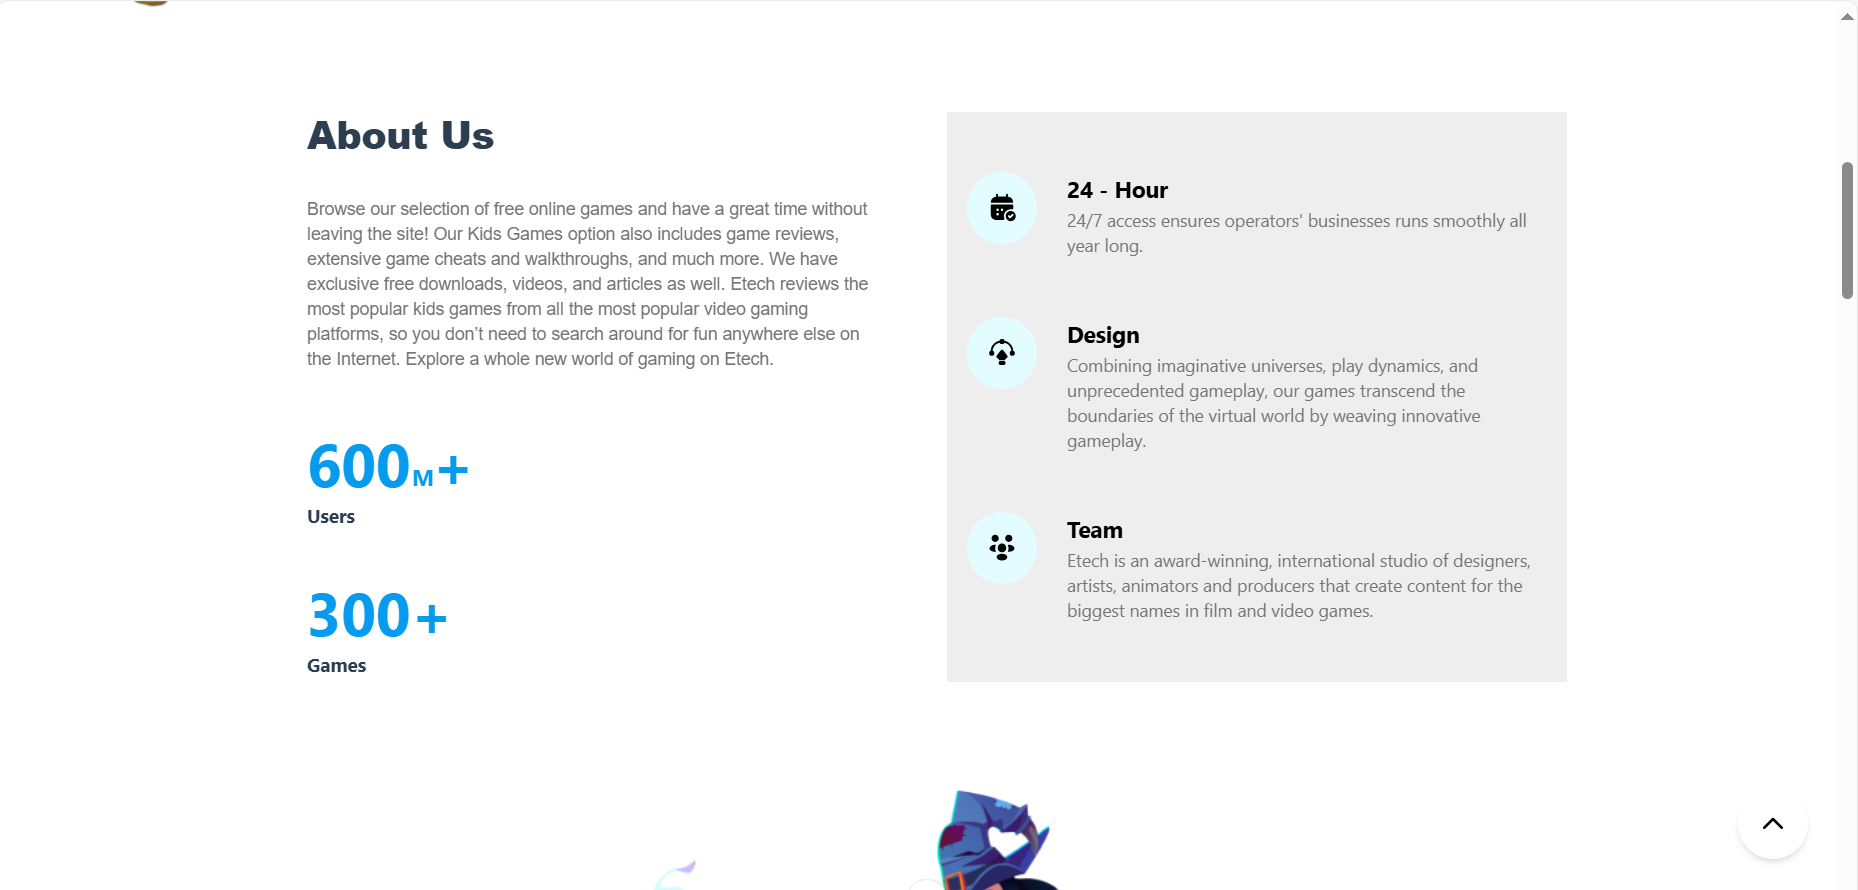 About Us
Browse our selection of free online games and have a great time without
leaving the site! Our Kids Games option also includes game reviews,
extensive game cheats and walkthroughs, and much more. We have
exclusive free downloads, videos, and articles as well. Etech reviews the
most popular kids games from all the most popular video gaming
platforms, so you don’t need to search around for fun anywhere else on
the Internet. Explore a whole new world of gaming on Etech.
600M+
Users
300+
Games
24 - Hour
24/7 access ensures operators' businesses runs smoothly all
year long.
Design
Combining imaginative universes, play dynamics, and
unprecedented gameplay, our games transcend the
boundaries of the virtual world by weaving innovative
gameplay.
Team
Etech is an award-winning, international studio of designers,
artists, animators and producers that create content for the
biggest names in film and video games.